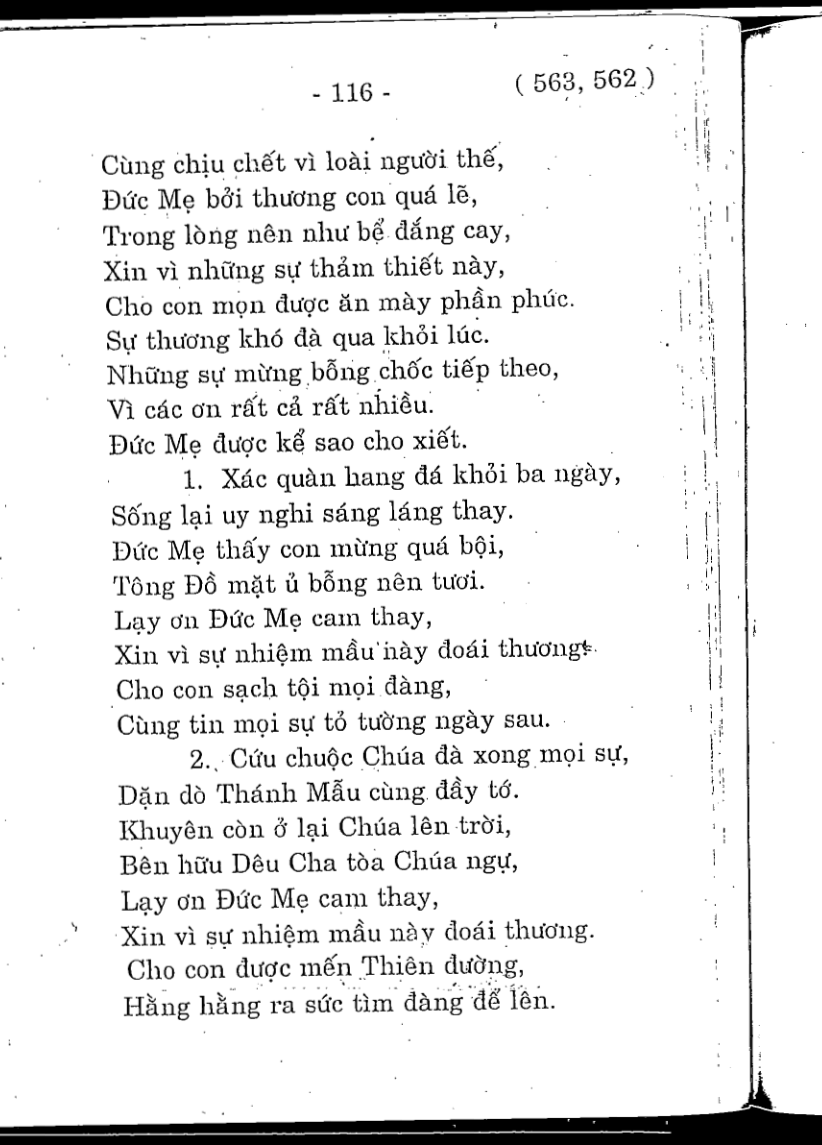 - 116 - ( 563, 562 )
Cùng chịu chết vì loài người thế,
Đức Mẹ bởi thương con quá lẽ,
Trong lòng nên như bể đắng cay,
Xin vì những sự thảm thiết này,
Cho con mọn được ăn mày phần phúc.
Sự thương khó đà qua khỏi lúc.
Những sự mừng bỗng chốc tiếp theo,
Vì các ơn rất cả rất nhiều.
Đức Mẹ được kể sao cho xiết.
1. Xác quàn hang đá khỏi ba ngày,
Sống lại uy nghi sáng láng thay.
Đức Mẹ thấy con mừng quá bội,
Tông Đồ mặt ủ bỗng nên tươi.
Lạy ơn Đức Mẹ cam thay,
Xin vì sự nhiệm mầu này đoái thương.
Cho con sạch tội mọi đàng,
Cùng tin mọi sự tỏ tường ngày sau.
2. Cứu chuộc Chúa đà xong mọi sự,
Dặn dò Thánh Mẫu cùng đầy tớ.
Khuyên còn ở lại Chúa lên trời,
Bên hữu Dêu Cha tòa Chúa ngự,
Lạy ơn Đức Mẹ cam thay,
Xin vì sự nhiệm mầu này đoái thương.
Cho con được mến Thiên đường,
Hằng hằng ra sức tìm đàng để lên.